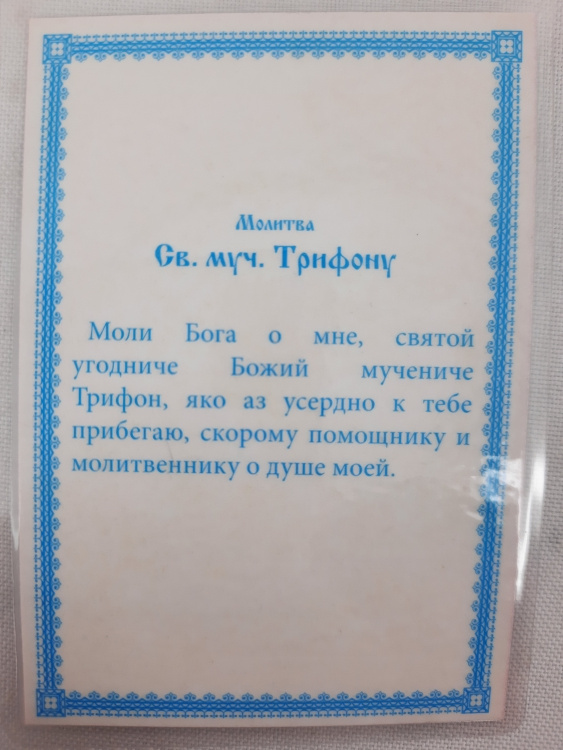 Молитва
Св. муч. Трифону
Моли Бога о мне, святой
угодниче Божий мучениче
Трифон, яко аз усердно к тебе
прибегаю, скорому помощнику и
молитвеннику о душе моей.